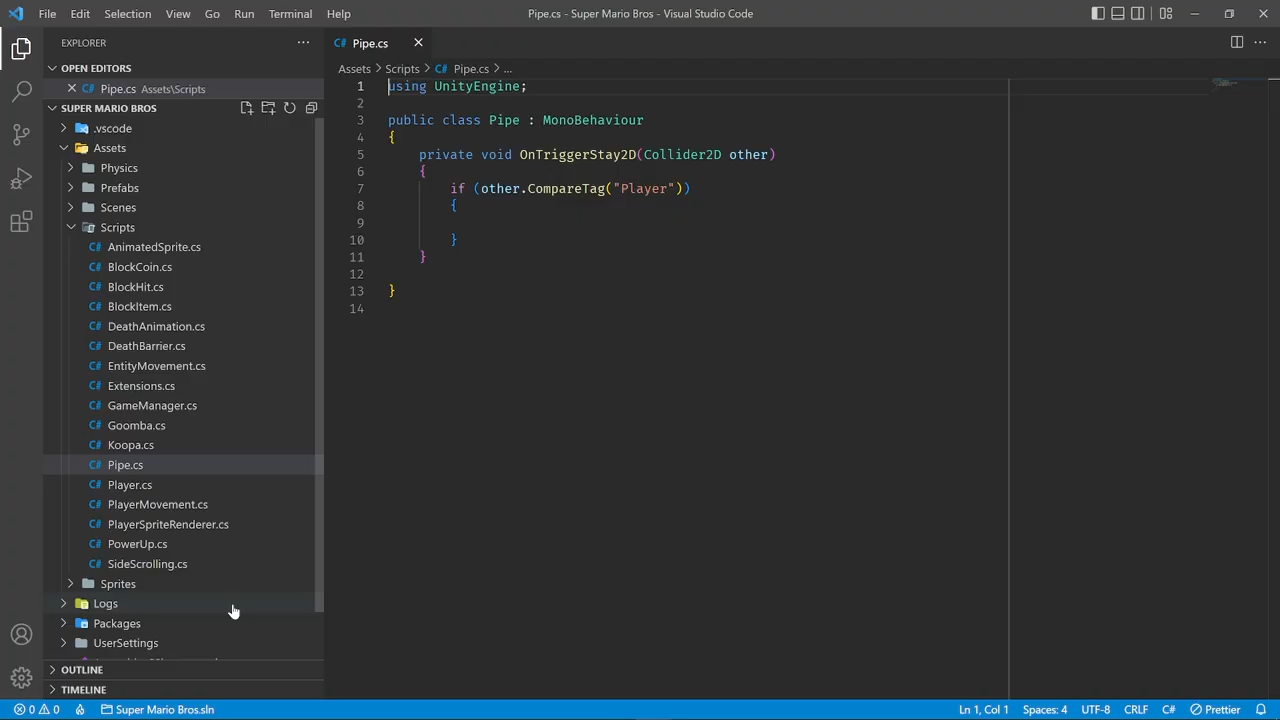 File Edit Selection View Go Run Terminal Help
Pipe.cs - Super Mario Bros - Visual Studio Code
EXPLORER
OPEN EDITORS
Pipe.cs Assets\Scripts
SUPER MARIO BROS
.vscode
Assets
Physics
Prefabs
Scenes
Scripts
C# AnimatedSprite.cs
C# BlockCoin.cs
C# BlockHit.cs
C# BlockItem.cs
C# DeathAnimation.cs
C# DeathBarrier.cs
C# EntityMovement.cs
C# Extensions.cs
C# GameManager.cs
C# Goomba.cs
C# Koopa.cs
C# Pipe.cs
C# Player.cs
C# PlayerMovement.cs
C# PlayerSpriteRenderer.cs
C# PowerUp.cs
C# SideScrolling.cs
Sprites
Logs
Packages
UserSettings
OUTLINE
TIMELINE
C# Pipe.cs
Assets > Scripts > C# Pipe.cs > ...
1 using UnityEngine;
2
3 public class Pipe : MonoBehaviour
4 {
5 private void OnTriggerStay2D(Collider2D other)
6 {
7 if (other.CompareTag("Player"))
8 {
9
10 }
11 }
12
13 }
14
0 0 Super Mario Bros.sln
Ln 1, Col 1 Spaces: 4 UTF-8 CRLF C# Prettier